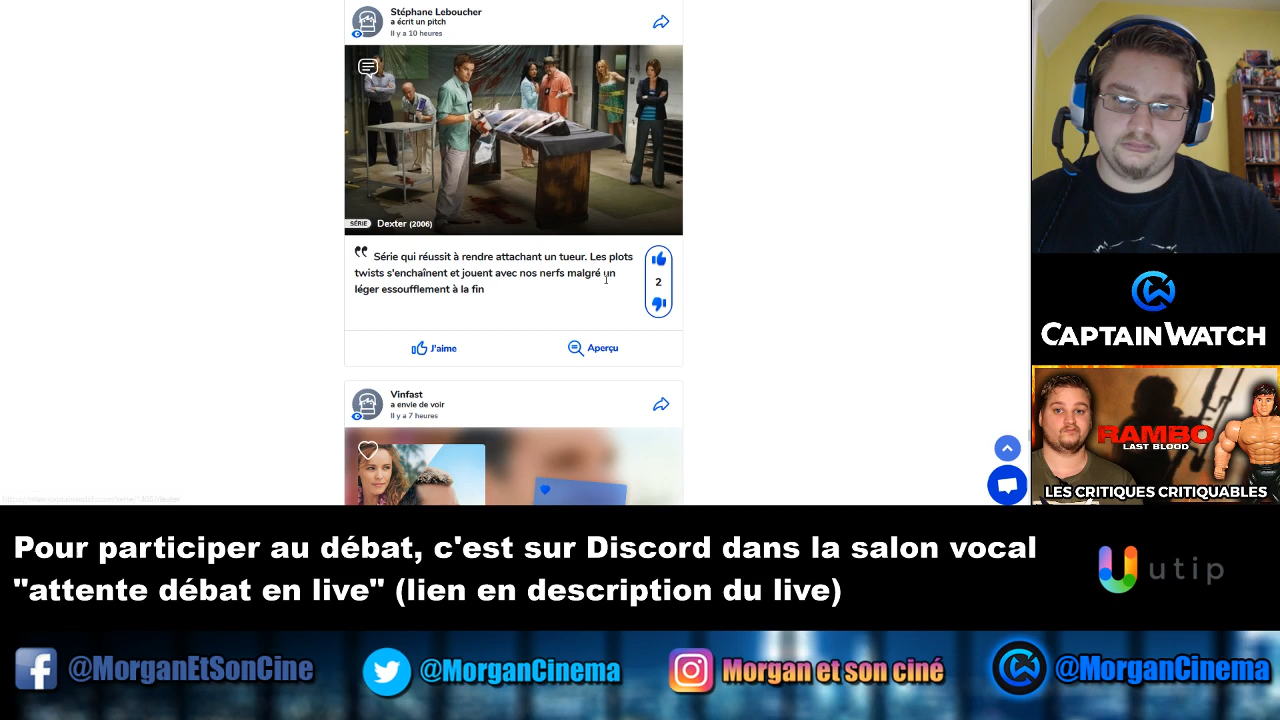 Stéphane Leboucher
a écrit un pitch
Il y a 10 heures
SÉRIE Dexter (2006)
Série qui réussit à rendre attachant un tueur. Les plots
twists s'enchaînent et jouent avec nos nerfs malgré un
léger essoufflement à la fin
2
J'aime
Aperçu
Vinfast
a envie de voir
Il y a 7 heures
CAPTAINWATCH
RAMBO
LAST BLOOD
LES CRITIQUES CRITIQUABLES
Pour participer au débat, c'est sur Discord dans la salon vocal
"attente débat en live" (lien en description du live)
utip
@MorganEtSonCine
@MorganCinema
Morgan et son ciné
@MorganCinema